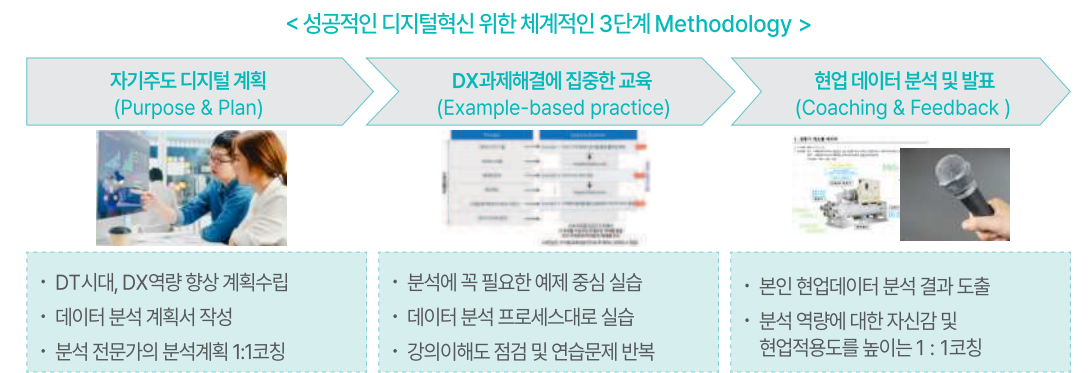 < 성공적인 디지털혁신 위한 체계적인 3단계 Methodology >
자기주도 디지털 계획
(Purpose & Plan)
DX과제해결에 집중한 교육
(Example-based practice)
현업 데이터 분석 및 발표
(Coaching & Feedback )
· DT시대, DX역량 향상 계획수립
· 데이터 분석 계획서 작성
· 분석 전문가의 분석계획 1:1코칭
· 분석에 꼭 필요한 예제 중심 실습
· 데이터 분석 프로세스대로 실습
· 강의이해도 점검 및 연습문제 반복
· 본인 현업데이터 분석 결과 도출
· 분석 역량에 대한 자신감 및
현업적용도를 높이는 1 : 1코칭